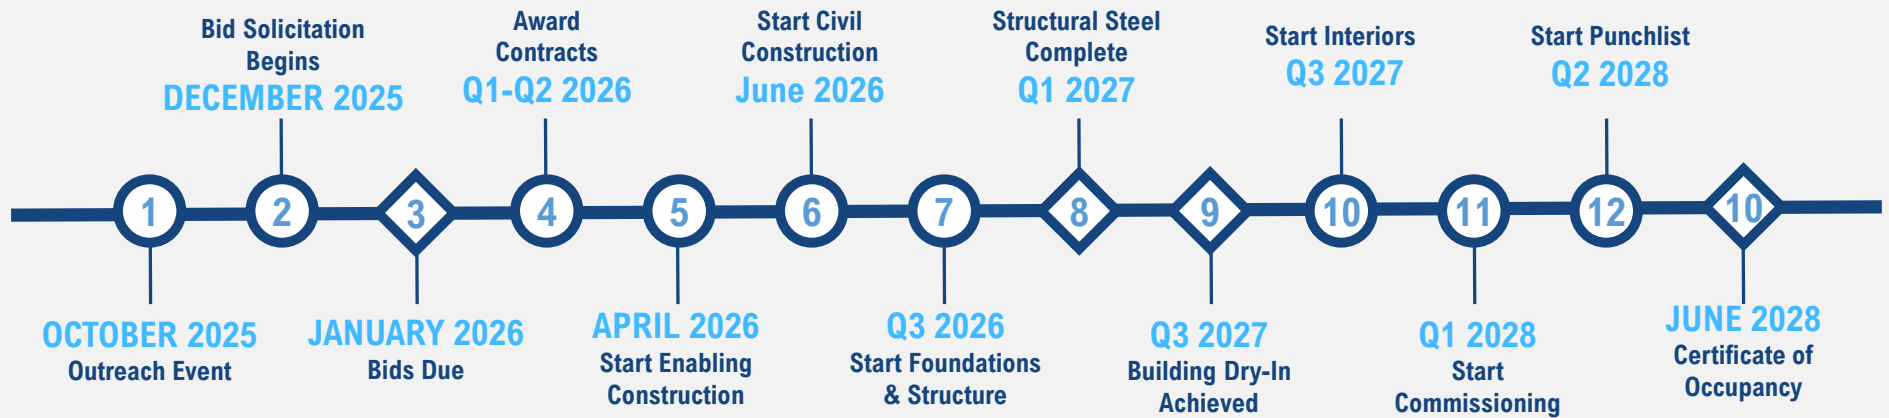 Bid Solicitation
Begins
DECEMBER 2025
Award
Contracts
Q1-Q2 2026
Start Civil
Construction
June 2026
Structural Steel
Complete
Q1 2027
Start Interiors
Q3 2027
Start Punchlist
Q2 2028
1
2
3
4
5
6
7
8
9
10
11
12
10
OCTOBER 2025
Outreach Event
JANUARY 2026
Bids Due
APRIL 2026
Start Enabling
Construction
Q3 2026
Start Foundations
& Structure
Q3 2027
Building Dry-In
Achieved
Q1 2028
Start
Commissioning
JUNE 2028
Certificate of
Occupancy